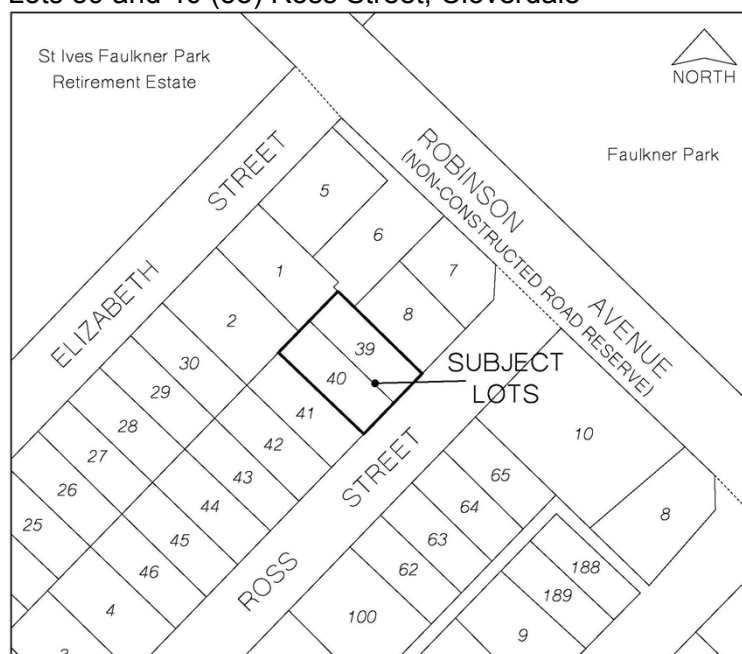 Lots 39 and 40 Ross Street, Cloverdale
St Ives Faulkner Park
Retirement Estate
NORTH
Faulkner Park
ROBINSON
(NON-CONSTRUCTED ROAD RESERVE)
AVENUE
ELIZABETH STREET
5
6
7
1
8
2
39
40
SUBJECT
LOTS
30
29
41
28
42
27
43
26
44
25
45
46
4
ROSS STREET
10
65
64
63
62
8
188
189
100
9